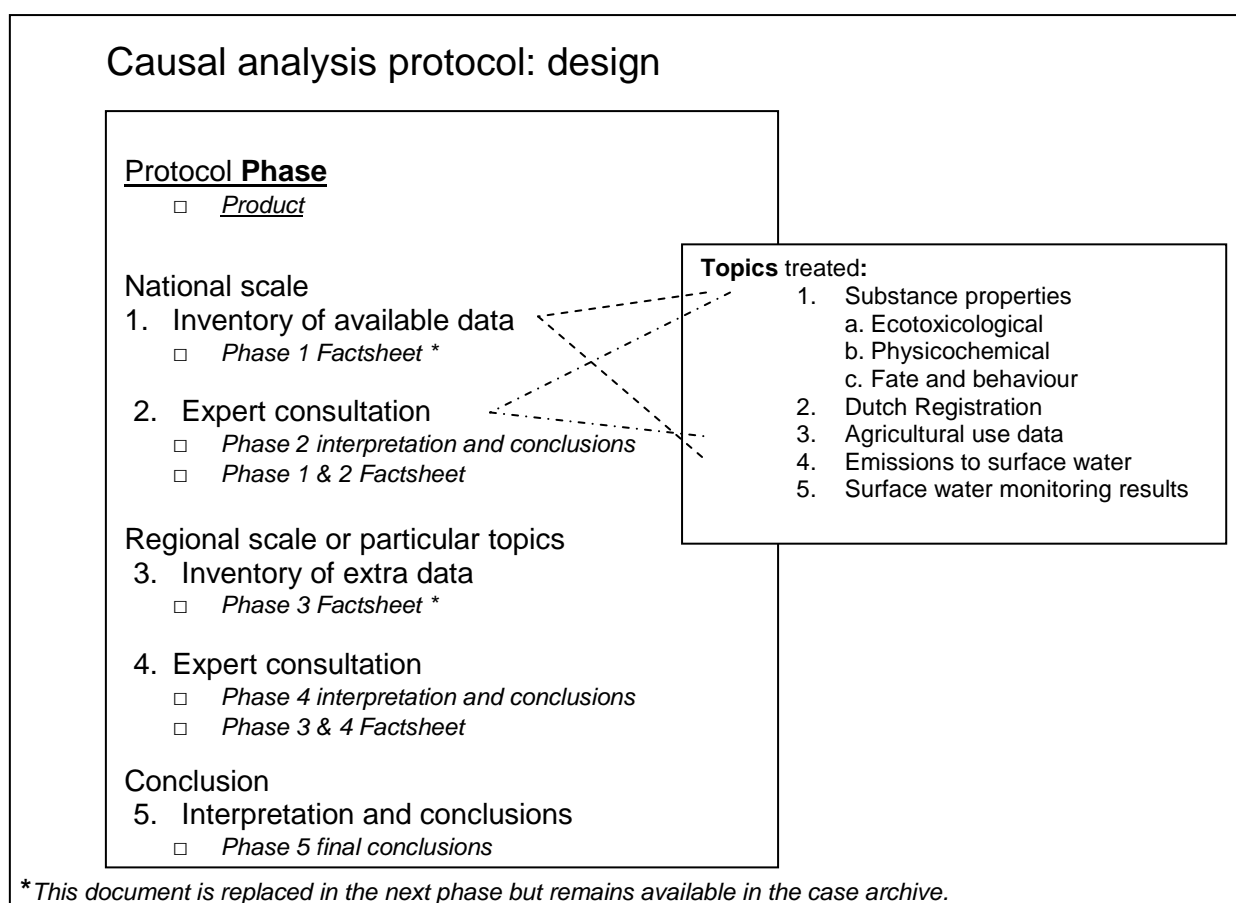 Causal analysis protocol: design
Protocol Phase
□ Product
National scale
1. Inventory of available data
□ Phase 1 Factsheet *
2. Expert consultation
□ Phase 2 interpretation and conclusions
□ Phase 1 & 2 Factsheet
Regional scale or particular topics
3. Inventory of extra data
□ Phase 3 Factsheet *
4. Expert consultation
□ Phase 4 interpretation and conclusions
□ Phase 3 & 4 Factsheet
Conclusion
5. Interpretation and conclusions
□ Phase 5 final conclusions
Topics treated:
1. Substance properties
a. Ecotoxicological
b. Physicochemical
c. Fate and behaviour
2. Dutch Registration
3. Agricultural use data
4. Emissions to surface water
5. Surface water monitoring results
*This document is replaced in the next phase but remains available in the case archive.